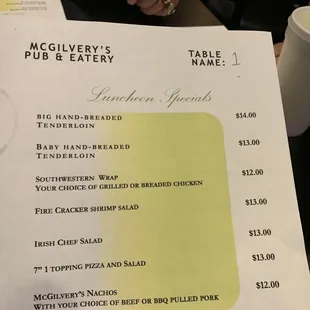 McGilvery's
Pub & Eatery
Table
Name: 1
Luncheon Specials
Big Hand-Breaded
Tenderloin
$14.00
Baby Hand-Breaded
Tenderloin
$13.00
Southwestern Wrap
Your choice of grilled or breaded chicken
$12.00
Fire Cracker shrimp salad
$13.00
Irish Chef Salad
$13.00
7" 1 topping pizza and Salad
$13.00
McGilvery's Nachos
With your choice of beef or BBQ pulled pork
$12.00